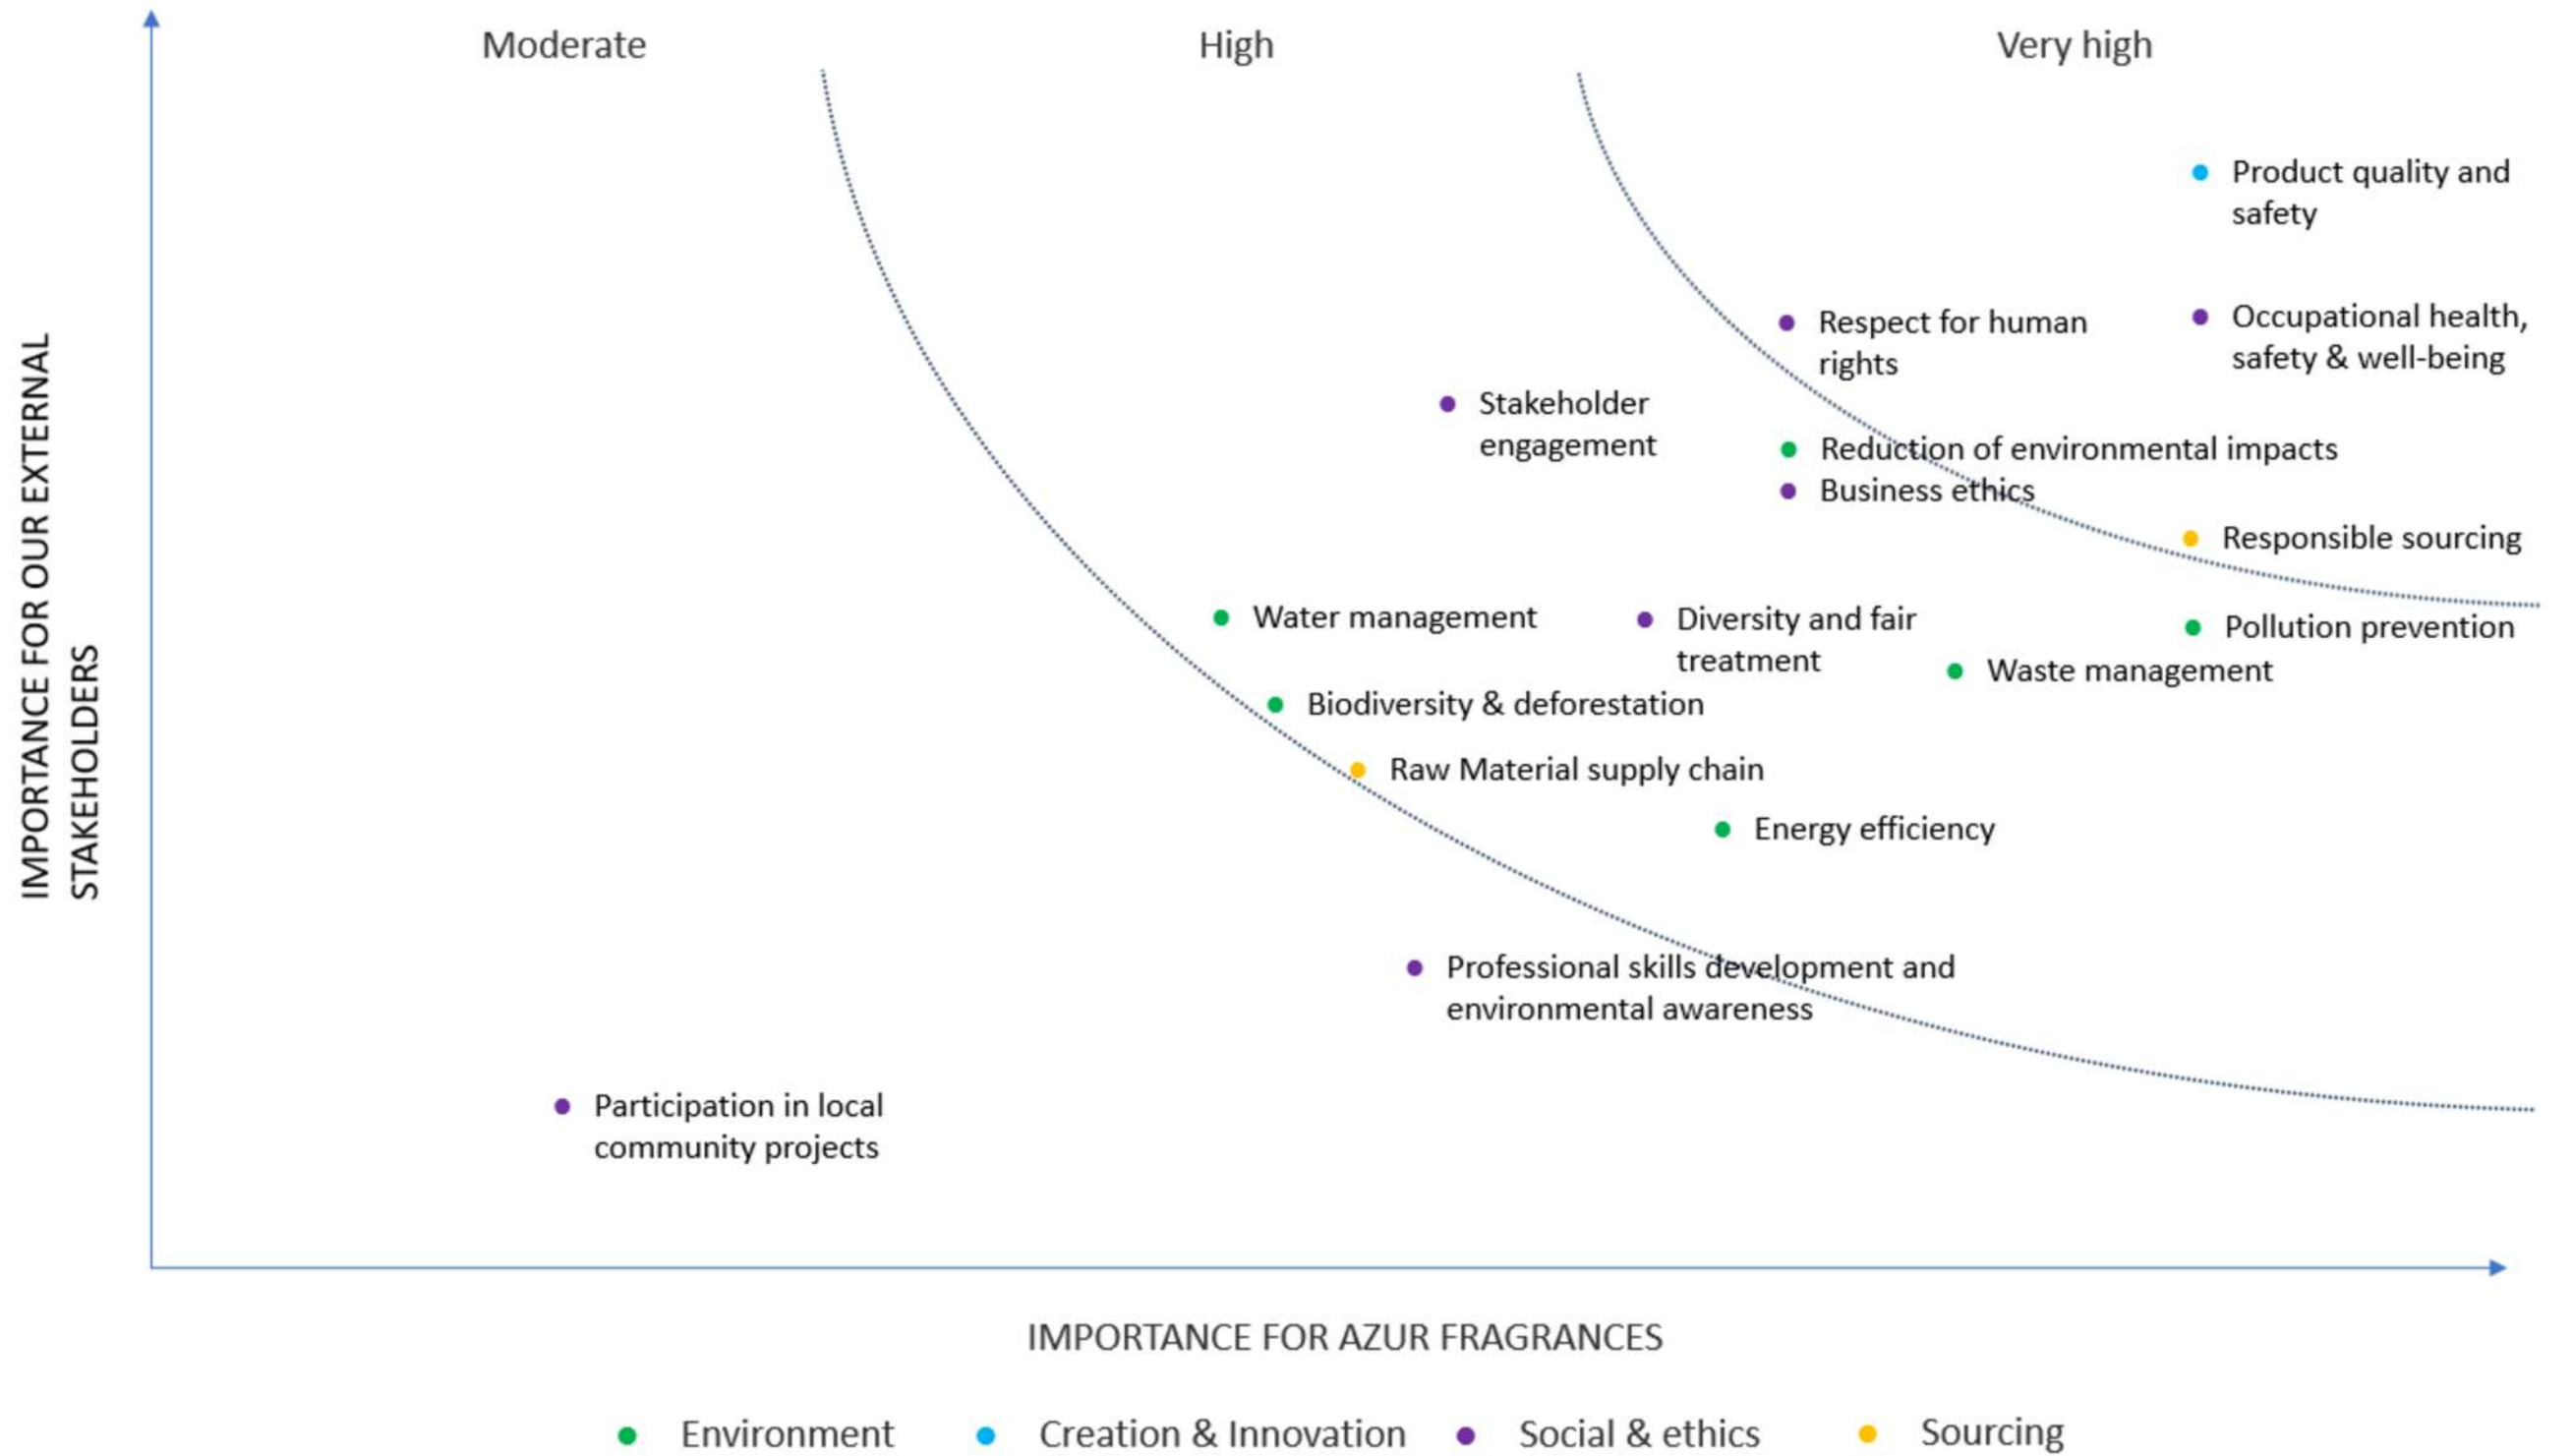 Moderate
High
Very high
Product quality and
safety
Respect for human
rights
Occupational health,
safety & well-being
Stakeholder
engagement
Reduction of environmental impacts
Business ethics
Responsible sourcing
Water management
Diversity and fair
treatment
Pollution prevention
Waste management
Biodiversity & deforestation
Raw Material supply chain
Energy efficiency
Professional skills development and
environmental awareness
Participation in local
community projects
IMPORTANCE FOR OUR EXTERNAL
STAKEHOLDERS
IMPORTANCE FOR AZUR FRAGRANCES
Environment
Creation & Innovation
Social & ethics
Sourcing